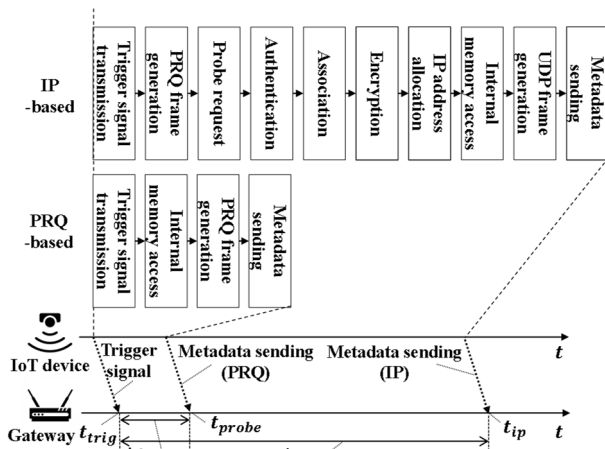 IP
-based
Trigger signal
transmission
PRQ frame
generation
Probe request
Authentication
Association
Encryption
IP address
allocation
Internal
memory access
UDP frame
generation
Metadata
sending
PRQ
-based
Trigger signal
transmission
Internal
memory access
PRQ frame
generation
Metadata
sending
IoT device
Trigger
signal
Metadata sending
(PRQ)
Metadata sending
(IP)
t
Gateway
t_trig
t_probe
t_ip
t